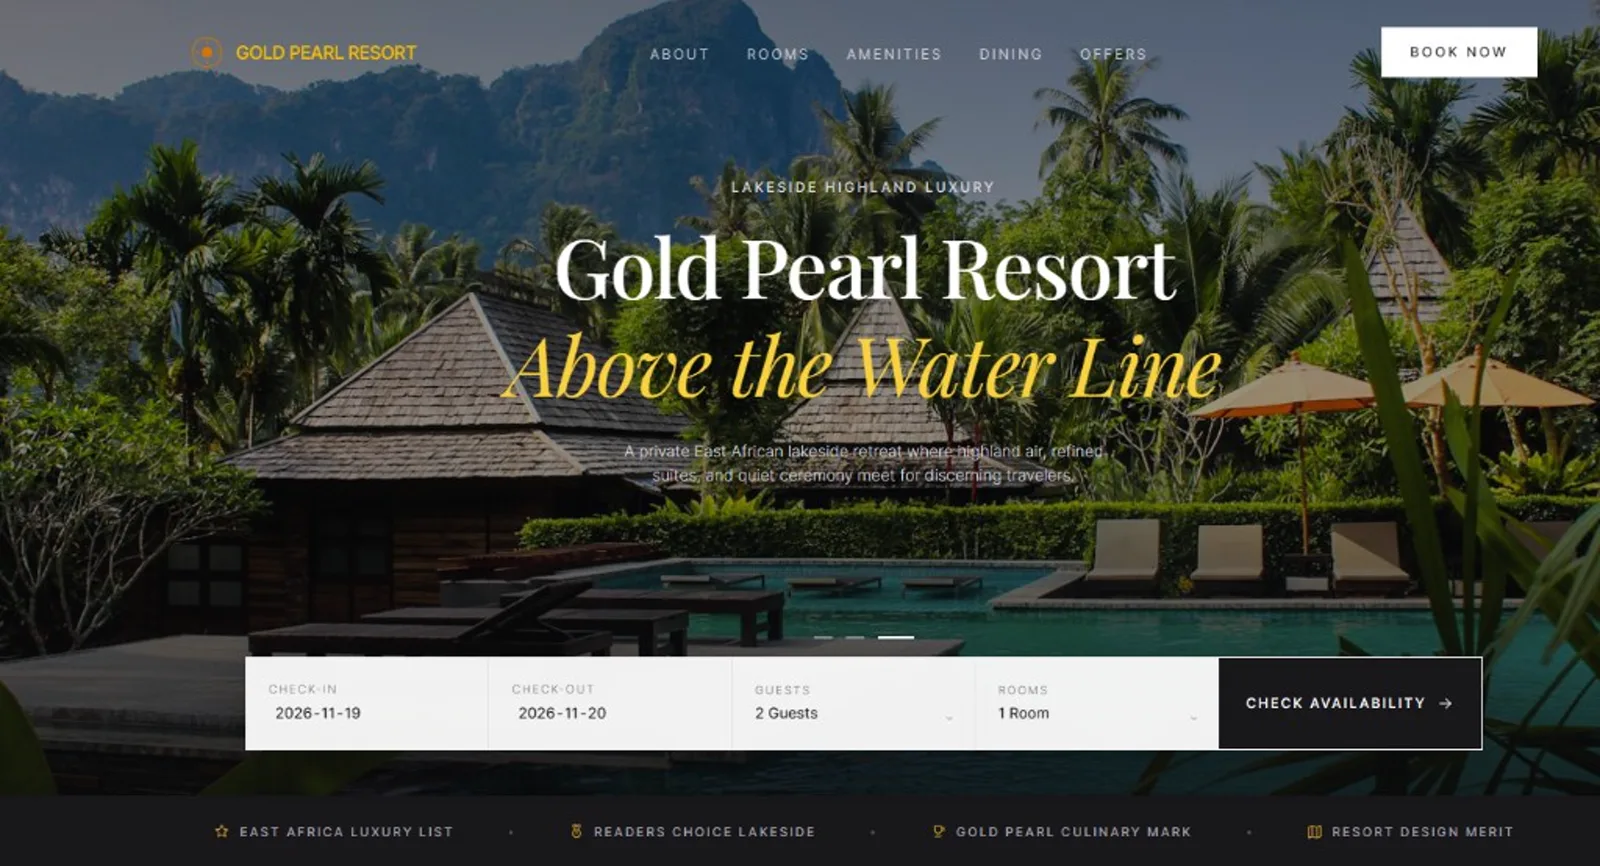 GOLD PEARL RESORT
ABOUT
ROOMS
AMENITIES
DINING
OFFERS
BOOK NOW
LAKESIDE HIGHLAND LUXURY
Gold Pearl Resort
Above the Water Line
A private East African lakeside retreat where highland air, refined
suites, and quiet ceremony meet for discerning travelers.
CHECK-IN
2026-11-19
CHECK-OUT
2026-11-20
GUESTS
2 Guests
ROOMS
1 Room
CHECK AVAILABILITY →
EAST AFRICA LUXURY LIST
READERS CHOICE LAKESIDE
GOLD PEARL CULINARY MARK
RESORT DESIGN MERIT